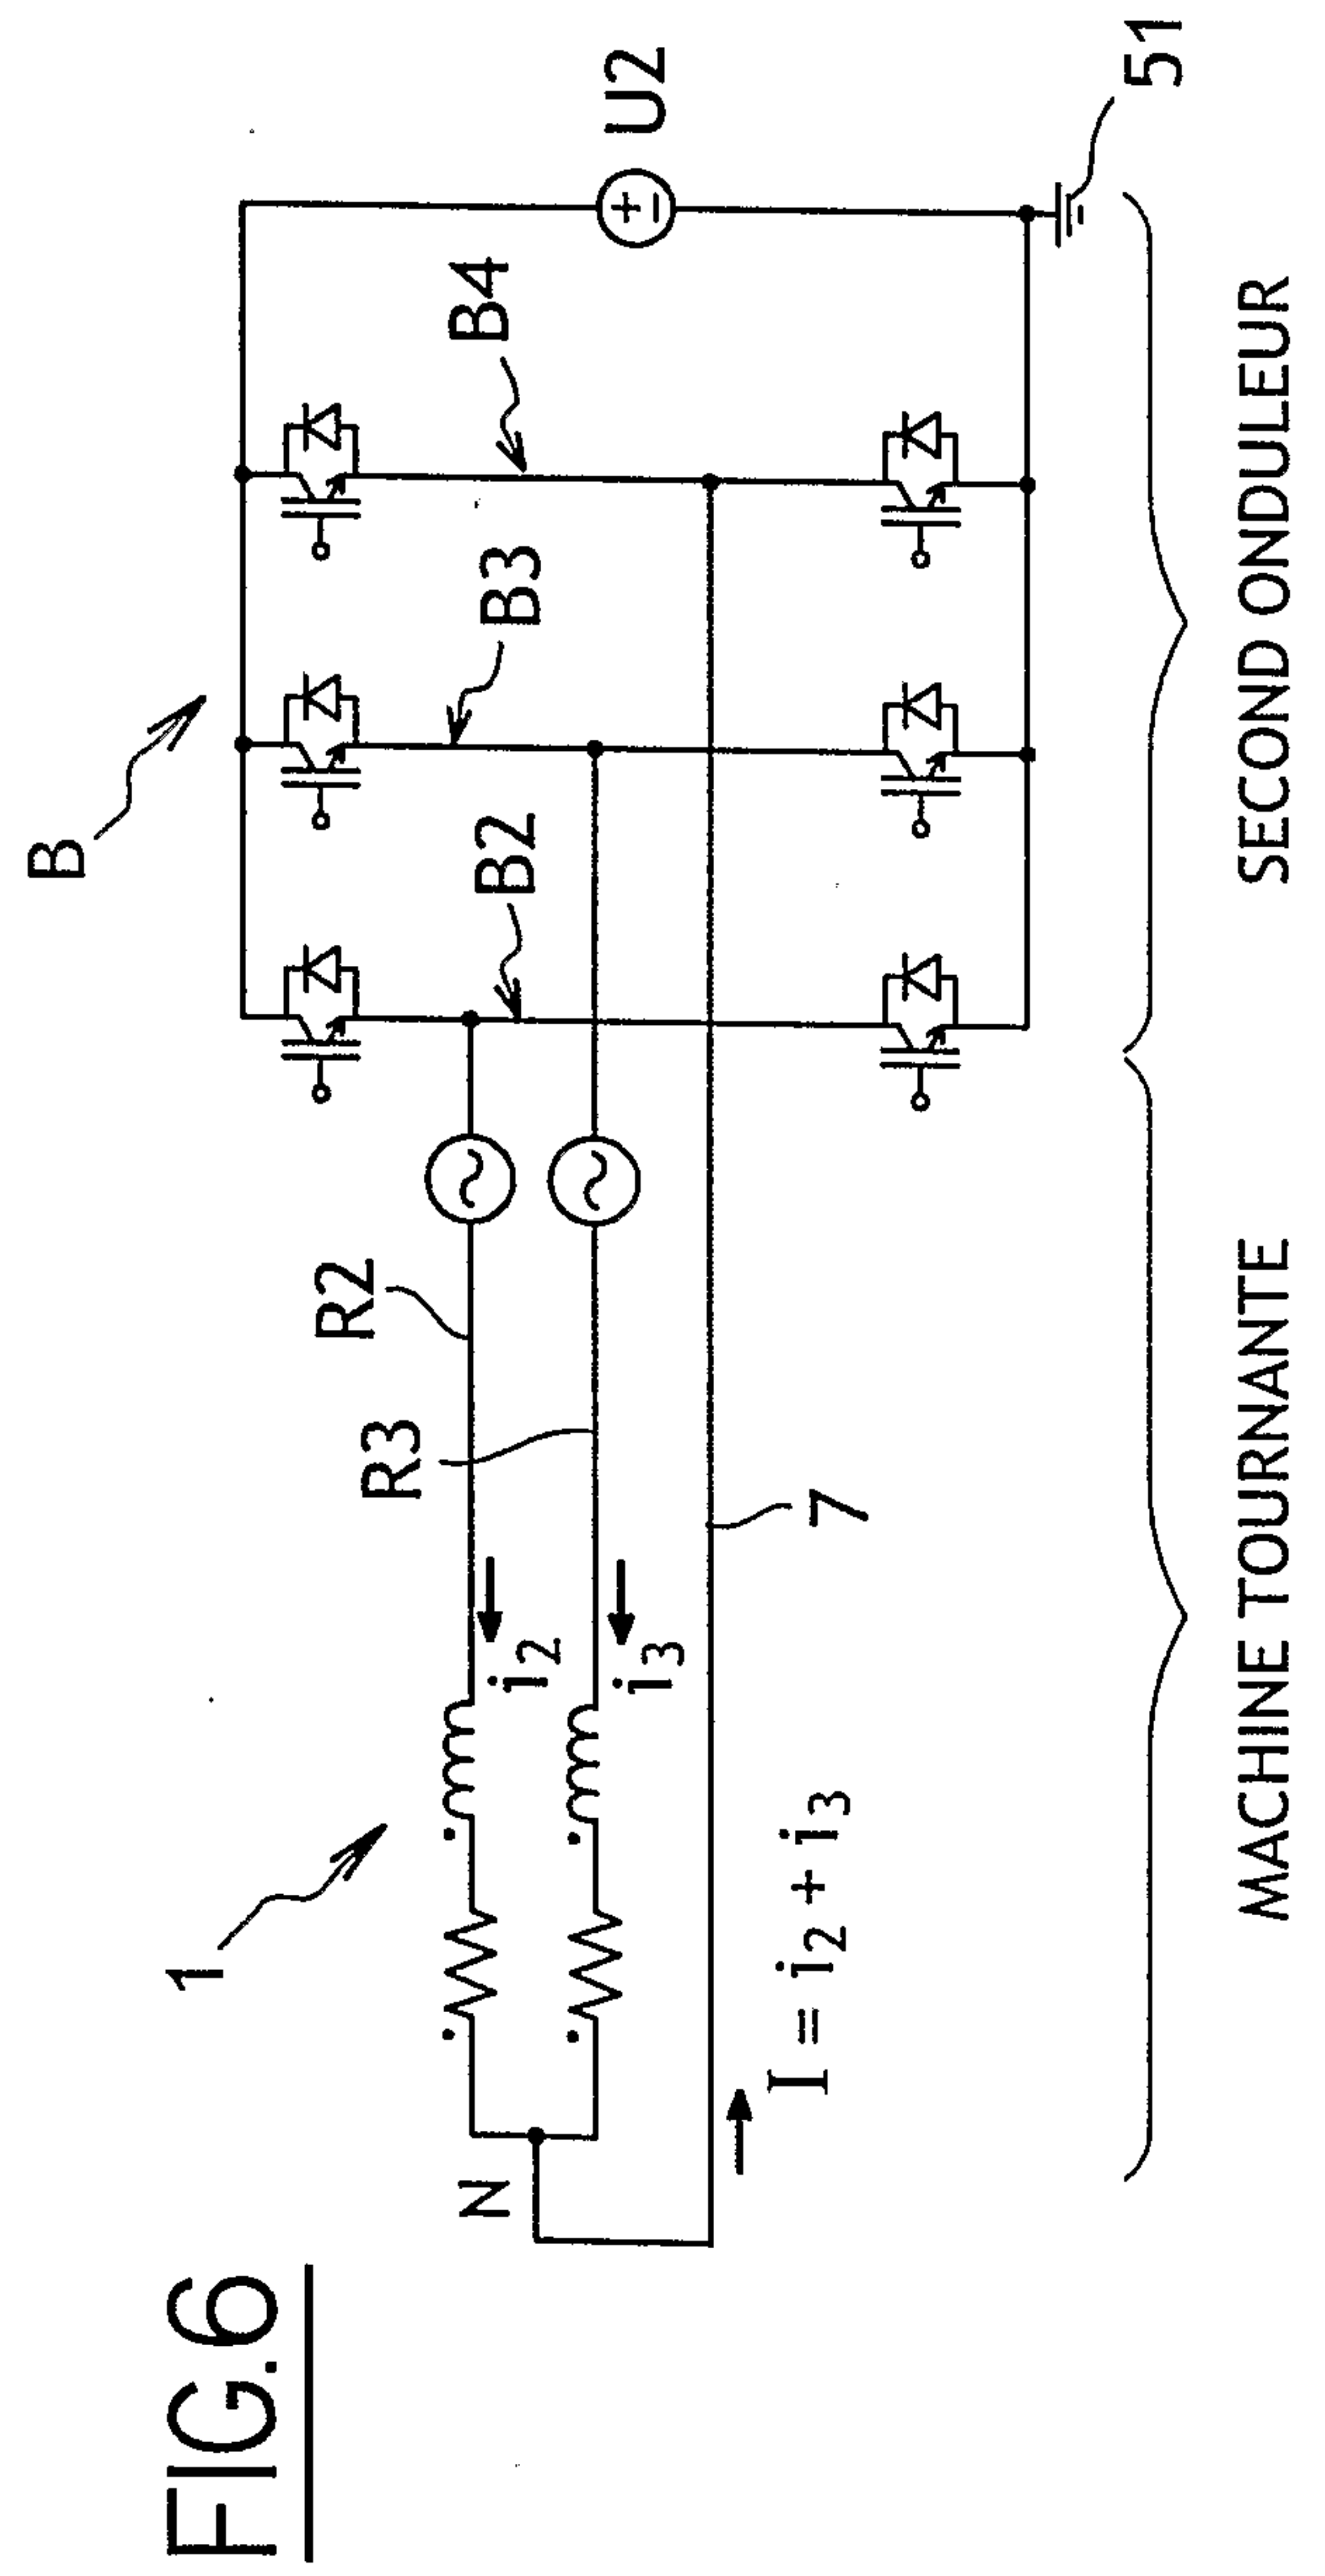 FIG.6
B
B2
B3
B4
U2
1
R2
R3
i2
i3
N
7
I = i2 + i3
51
MACHINE TOURNANTE
SECOND ONDULEUR